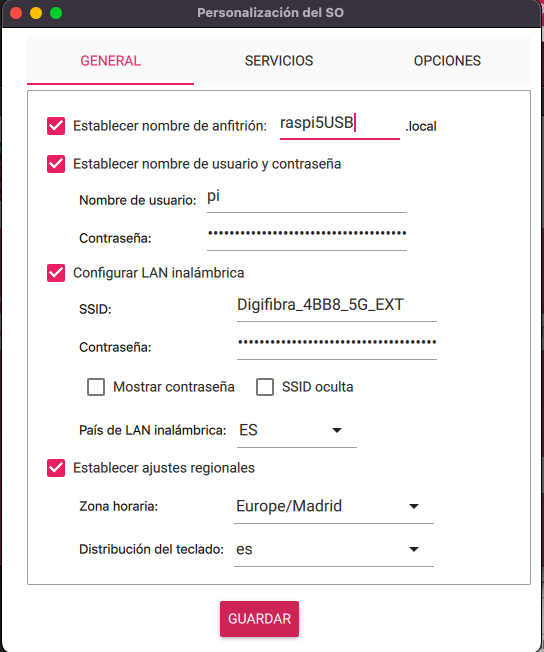 Personalización del SO
GENERAL SERVICIOS OPCIONES
Establecer nombre de anfitrión: raspi5USB .local
Establecer nombre de usuario y contraseña
Nombre de usuario: pi
Contraseña: ••••••••••••••••••••••••••••••••••••
Configurar LAN inalámbrica
SSID: Digifibra_4BB8_5G_EXT
Contraseña: ••••••••••••••••••••••••••••••••••••
Mostrar contraseña SSID oculta
País de LAN inalámbrica: ES
Establecer ajustes regionales
Zona horaria: Europe/Madrid
Distribución del teclado: es
GUARDAR